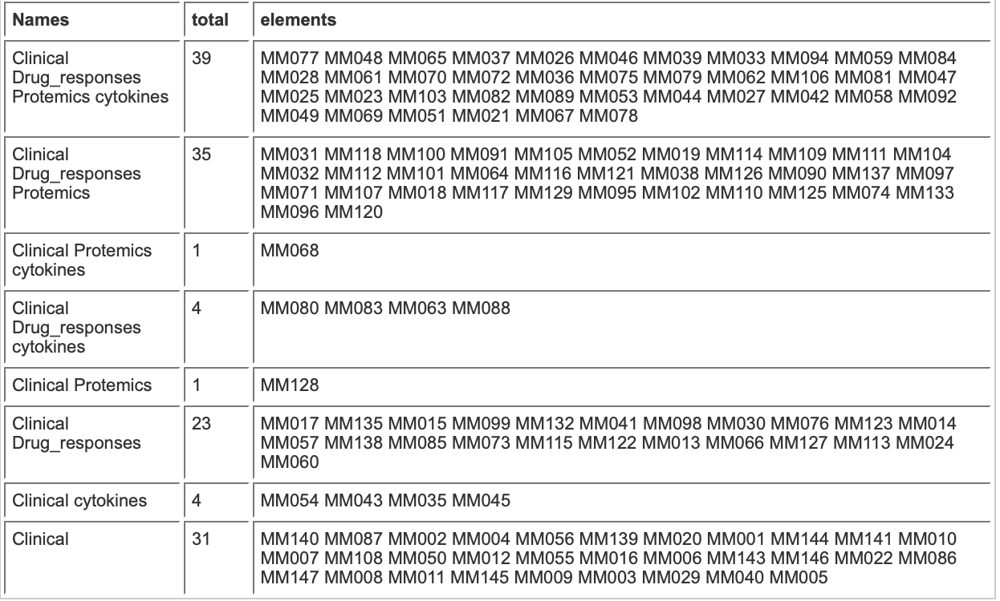 Names total elements
Clinical 39 MM077 MM048 MM065 MM037 MM026 MM046 MM039 MM033 MM094 MM059 MM084
Drug_responses MM028 MM061 MM070 MM072 MM036 MM075 MM079 MM062 MM106 MM081 MM047
Protemics cytokines MM025 MM023 MM103 MM082 MM089 MM053 MM044 MM027 MM042 MM058 MM092
MM049 MM069 MM051 MM021 MM067 MM078
Clinical 35 MM031 MM118 MM100 MM091 MM105 MM052 MM019 MM114 MM109 MM111 MM104
Drug_responses MM032 MM112 MM101 MM064 MM116 MM121 MM038 MM126 MM090 MM137 MM097
Protemics MM071 MM107 MM018 MM117 MM129 MM095 MM102 MM110 MM125 MM074 MM133
MM096 MM120
Clinical Protemics 1 MM068
cytokines
Clinical 4 MM080 MM083 MM063 MM088
Drug_responses
cytokines
Clinical Protemics 1 MM128
Clinical 23 MM017 MM135 MM015 MM099 MM132 MM041 MM098 MM030 MM076 MM123 MM014
Drug_responses MM057 MM138 MM085 MM073 MM115 MM122 MM013 MM066 MM127 MM113 MM024
MM060
Clinical cytokines 4 MM054 MM043 MM035 MM045
Clinical 31 MM140 MM087 MM002 MM004 MM056 MM139 MM020 MM001 MM144 MM141 MM010
MM007 MM108 MM050 MM012 MM055 MM016 MM006 MM143 MM146 MM022 MM086
MM147 MM008 MM011 MM145 MM009 MM003 MM029 MM040 MM005